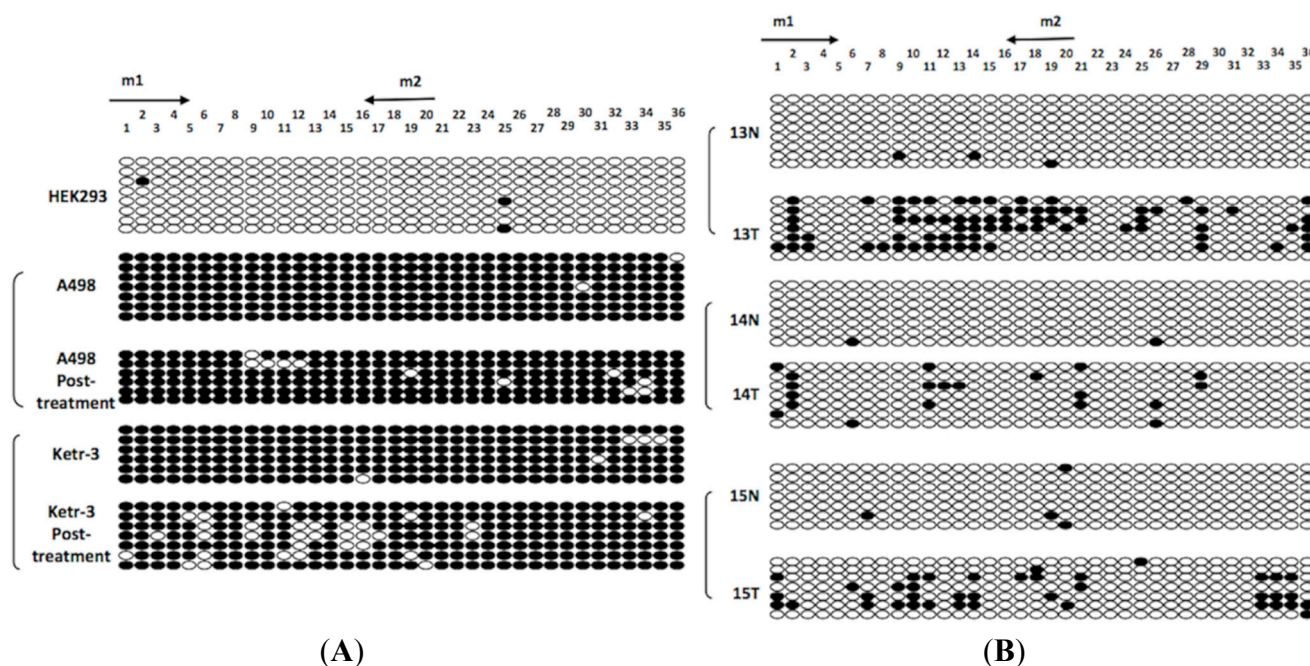 m1 m2
2 4 6 8 10 12 14 16 18 20 22 24 26 28 30 32 34 36
1 3 5 7 9 11 13 15 17 19 21 23 25 27 29 31 33 35
HEK293
A498
A498
Post-
treatment
Ketr-3
Ketr-3
Post-
treatment
(A)
m1 m2
2 4 6 8 10 12 14 16 18 20 22 24 26 28 30 32 34 36
1 3 5 7 9 11 13 15 17 19 21 23 25 27 29 31 33 35
13N
13T
14N
14T
15N
15T
(B)